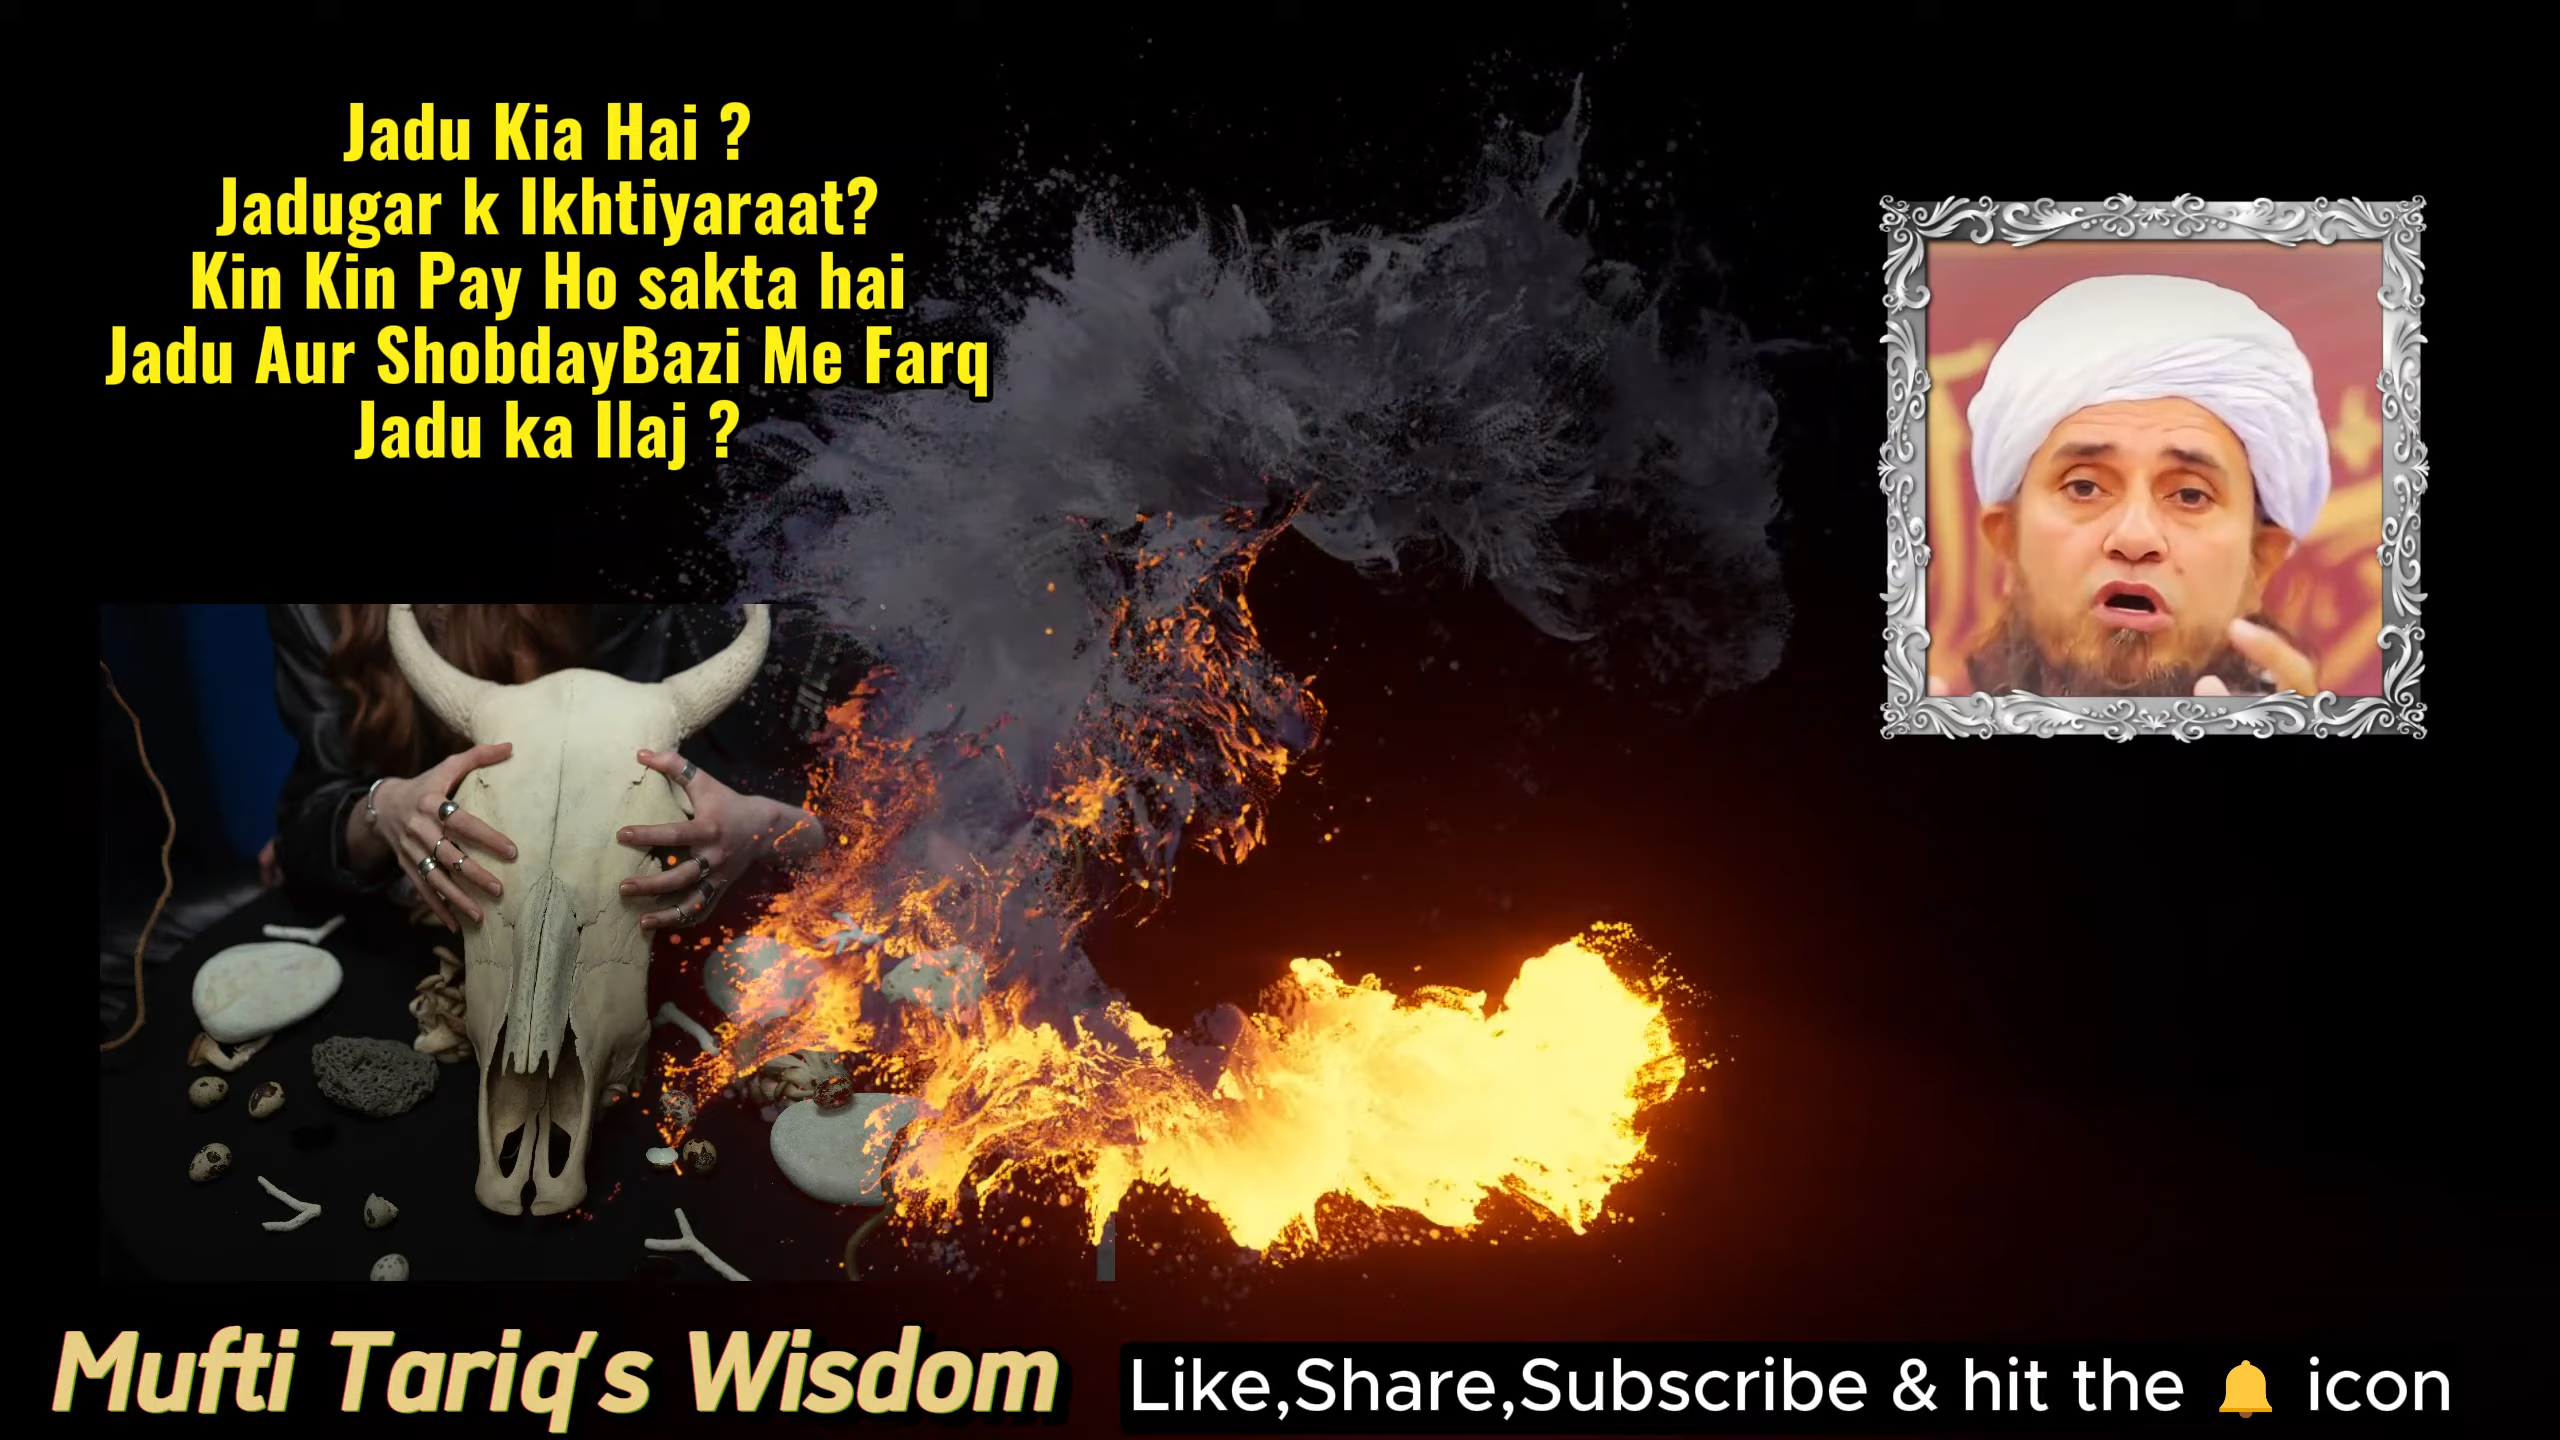 Jadu Kia Hai ?
Jadugar k Ikhtiyaraat?
Kin Kin Pay Ho sakta hai
Jadu Aur ShobdayBazi Me Farq
Jadu ka Ilaj ?
Mufti Tariq's Wisdom
Like,Share,Subscribe & hit the 🔔 icon